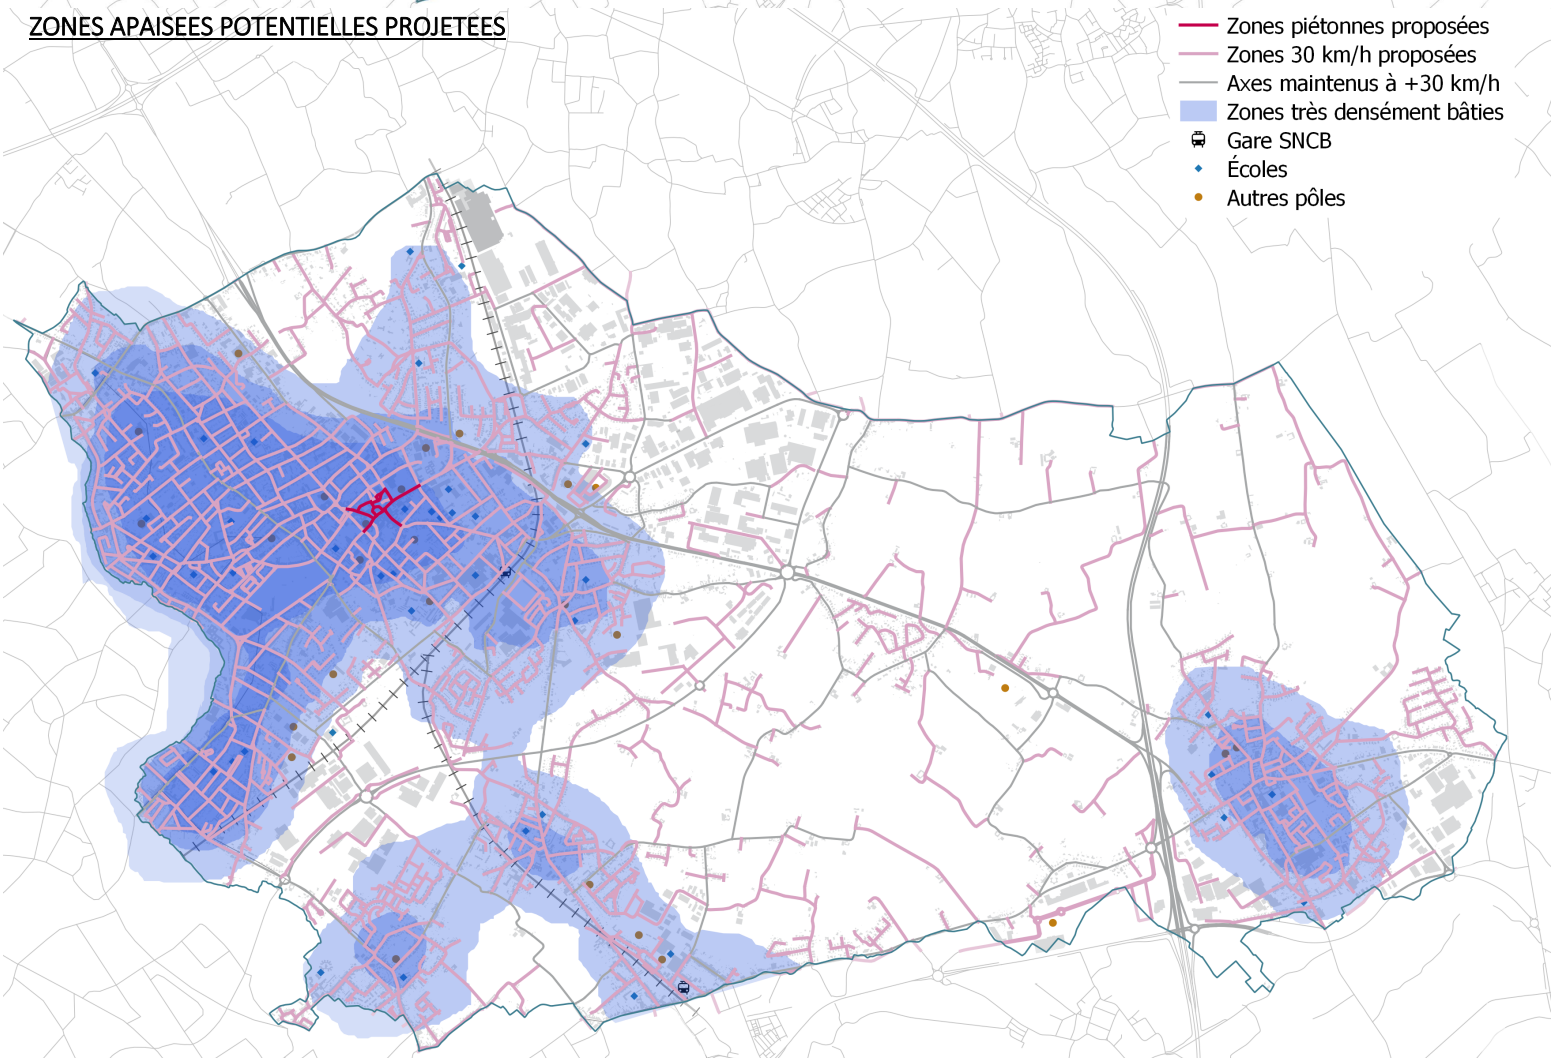 ZONES APAISEES POTENTIELLES PROJETEES
Zones piétonnes proposées
Zones 30 km/h proposées
Axes maintenus à +30 km/h
Zones très densément bâties
Gare SNCB
Écoles
Autres pôles